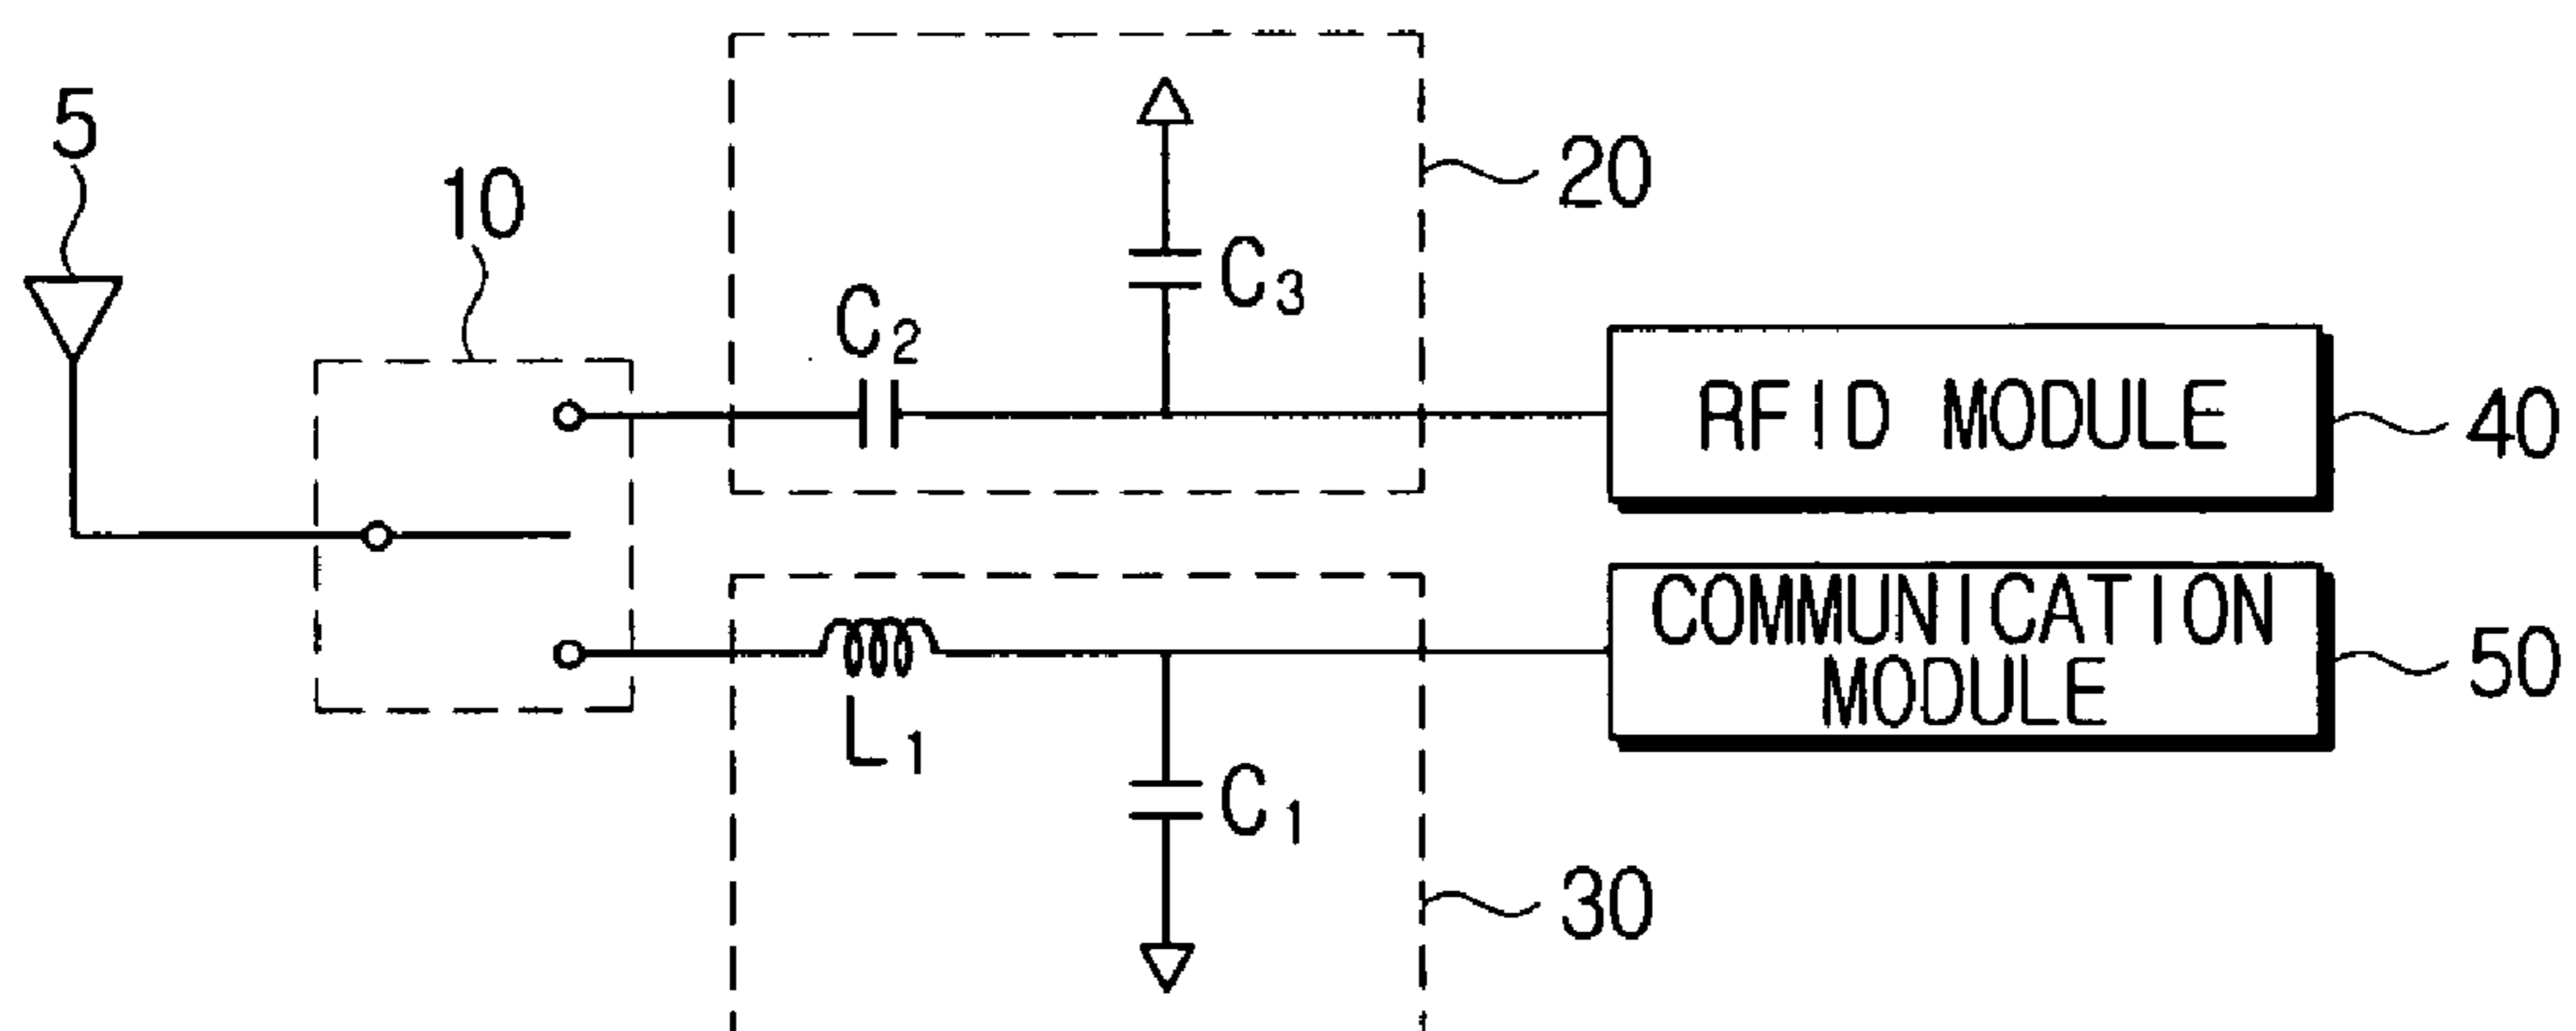 5
10
20
C₃
C₂
RFID MODULE
40
COMMUNICATION
MODULE
50
L₁
C₁
30